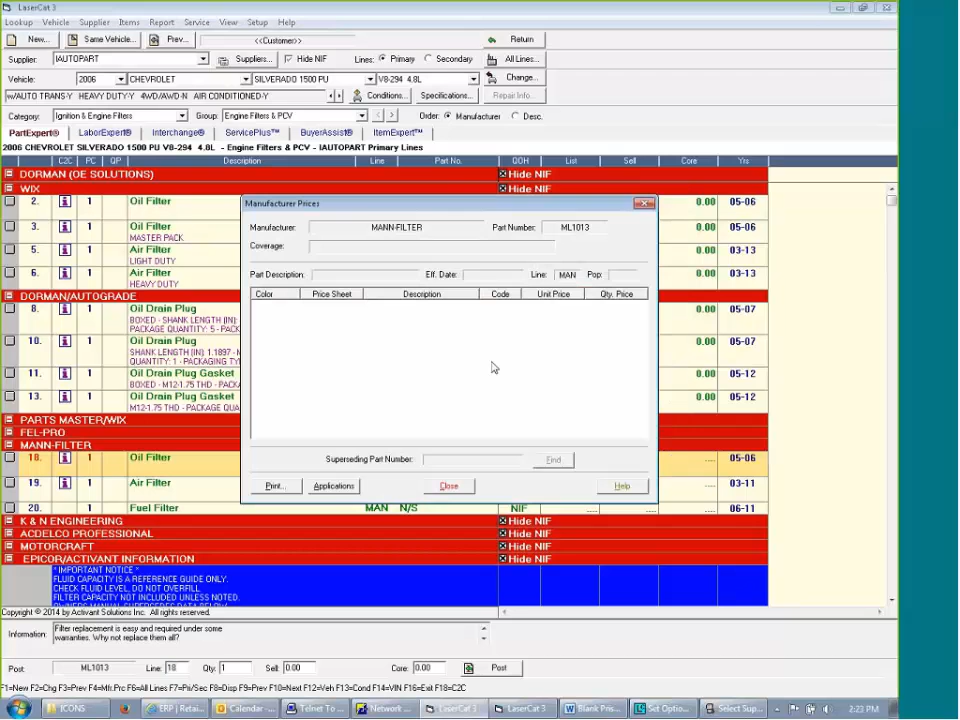 LaserCat 3
Lookup Vehicle Supplier Items Report Service View Setup Help
New... Same Vehicle... Prev... <<Customer>> Return
Supplier: IAUTOPART Suppliers... Hide NIF Lines: Primary Secondary All Lines...
Vehicle: 2006 CHEVROLET SILVERADO 1500 PU V8-294 4.8L Change...
w/AUTO TRANS-Y HEAVY DUTY-Y 4WD/AWD-N AIR CONDITIONED-Y Conditions... Specifications... Repair Info...
Category: Ignition & Engine Filters Group: Engine Filters & PCV Order: Manufacturer Desc.
PartExpert® LaborExpert® Interchange® ServicePlus™ BuyerAssist® ItemExpert™
2006 CHEVROLET SILVERADO 1500 PU V8-294 4.8L - Engine Filters & PCV - IAUTOPART Primary Lines
C2C PC QP Description Line Part No. QOH List Sell Core Yrs
DORMAN (OE SOLUTIONS) Hide NIF
WIX Hide NIF
2. 1 Oil Filter 0.00 05-06
3. 1 Oil Filter 0.00 05-06
MASTER PACK
5. 1 Air Filter 0.00 03-13
LIGHT DUTY
6. 1 Air Filter 0.00 03-13
HEAVY DUTY
DORMAN/AUTOGRADE
8. 1 Oil Drain Plug 0.00 05-07
BOXED - SHANK LENGTH (IN):
PACKAGE QUANTITY: 5 - PACK
10. 1 Oil Drain Plug 0.00 05-07
SHANK LENGTH (IN): 1.1897 - M
QUANTITY: 1 - PACKAGING TY
11. 1 Oil Drain Plug Gasket 0.00 05-12
BOXED - M12-1.75 THD - PACKAG
13. 1 Oil Drain Plug Gasket 0.00 05-12
M12-1.75 THD - PACKAGE QUA
PARTS MASTER/WIX
FEL-PRO
MANN-FILTER
18. 1 Oil Filter .... 05-06
19. 1 Air Filter .... 03-11
20. 1 Fuel Filter MAN N/S NIF .... .... .... 06-11
K & N ENGINEERING Hide NIF
ACDELCO PROFESSIONAL Hide NIF
MOTORCRAFT Hide NIF
EPICOR/ACTIVANT INFORMATION Hide NIF
* IMPORTANT NOTICE *
FLUID CAPACITY IS A REFERENCE GUIDE ONLY.
CHECK FLUID LEVEL, DO NOT OVERFILL.
FILTER CAPACITY NOT INCLUDED UNLESS NOTED.
OWNERS MANUAL SUPERSEDES DATA BELOW.
Manufacturer Prices
Manufacturer: MANN-FILTER Part Number: ML1013
Coverage:
Part Description: Eff. Date: Line: MAN Pop:
Color Price Sheet Description Code Unit Price Qty. Price
Superseding Part Number: Find
Print... Applications Close Help
Copyright © 2014 by Activant Solutions Inc. All rights reserved.
Information: Filter replacement is easy and required under some
warranties. Why not replace them all?
Post: ML1013 Line: 18 Qty: 1 Sell: 0.00 Core: 0.00 Post
F1=New F2=Chg F3=Prev F4=Mfr.Prc F6=All Lines F7=Pri/Sec F8=Disp F9=Prev F10=Next F12=Veh F13=Cond F14=VIN F16=Exit F18=C2C
ICONS ERP | Retai... Calendar-... Telnet To ... Network ... LaserCat 3 LaserCat 3 Blank Pris... Set Optio... Select Sup... 2:23 PM